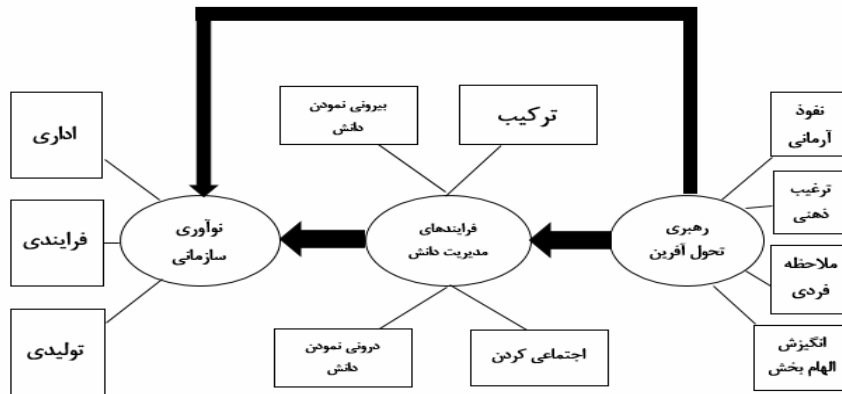 نفوذ
آرمانی
ترغیب
ذهنی
ملاحظه
فردی
انگیزش
الهام بخش
رهبری
تحول آفرین
ترکیب
بیرونی نمودن
دانش
فرایندهای
مدیریت دانش
اجتماعی کردن
درونی نمودن
دانش
نوآوری
سازمانی
اداری
فرایندی
تولیدی